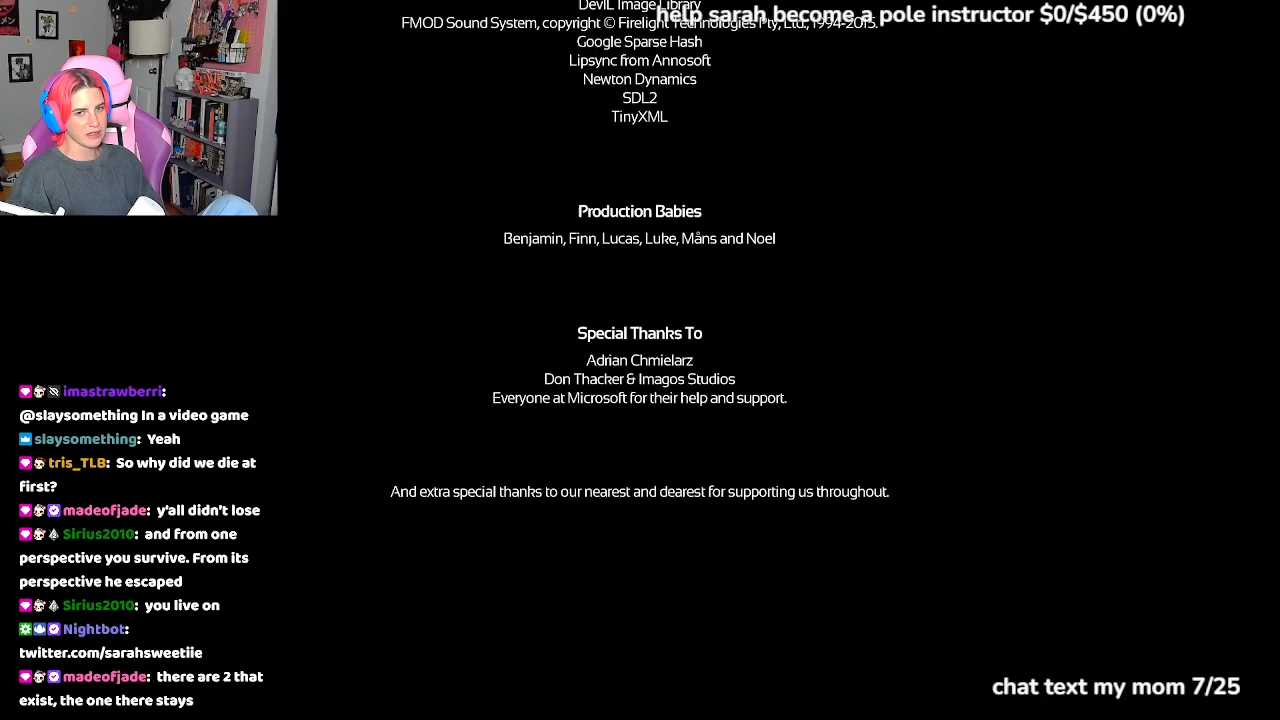 DevIL Image Library
help sarah become a pole instructor $0/$450 (0%)
FMOD Sound System, copyright © Firelight Technologies Pty, Ltd., 1994-2015.
Google Sparse Hash
Lipsync from Annosoft
Newton Dynamics
SDL2
TinyXML
Production Babies
Benjamin, Finn, Lucas, Luke, Måns and Noel
Special Thanks To
Adrian Chmielarz
Don Thacker & Imagos Studios
Everyone at Microsoft for their help and support.
And extra special thanks to our nearest and dearest for supporting us throughout.
imastrawberri:
@slaysomething In a video game
slaysomething: Yeah
tris_TLB: So why did we die at
first?
madeofjade: y'all didn't lose
Sirius2010: and from one
perspective you survive. From its
perspective he escaped
Sirius2010: you live on
Nightbot:
twitter.com/sarahsweetiie
madeofjade: there are 2 that
exist, the one there stays
chat text my mom 7/25